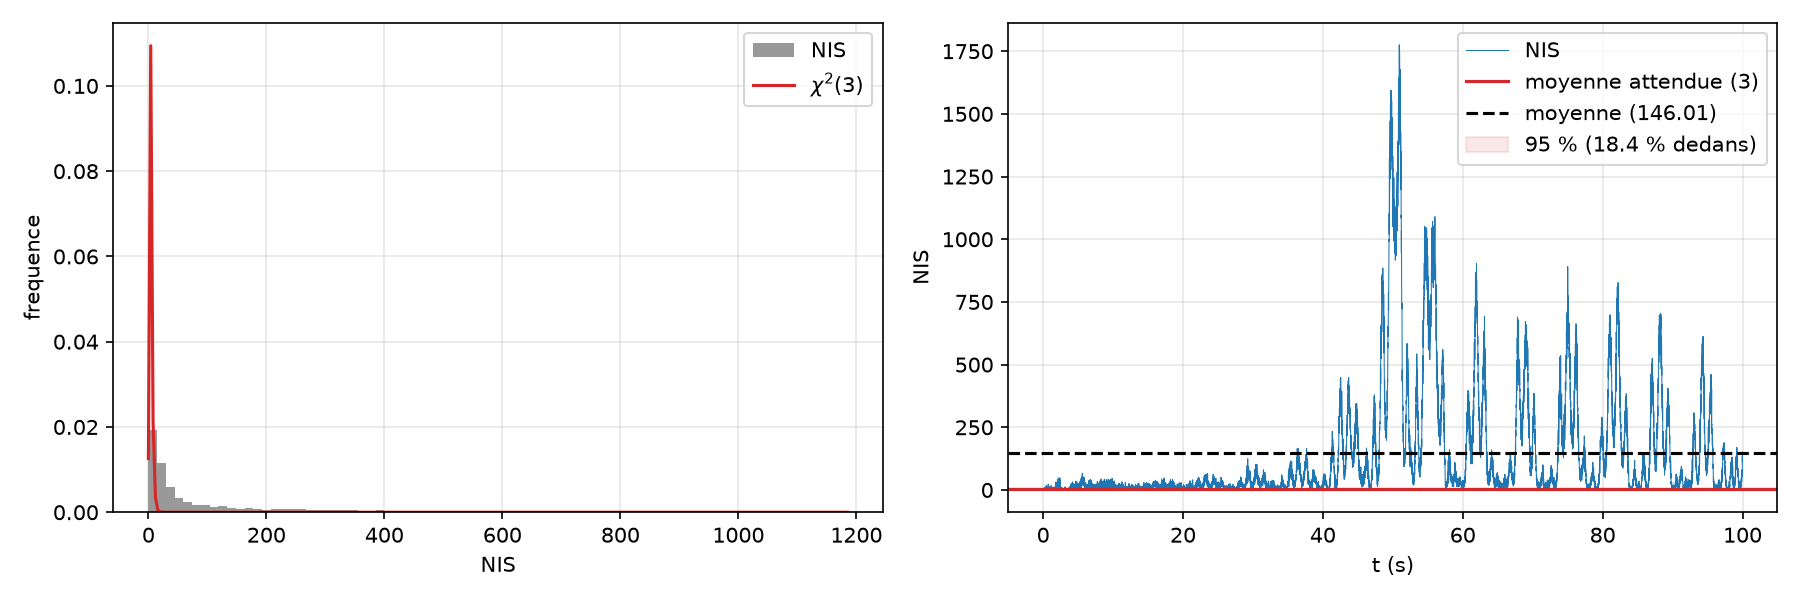 NIS
χ²(3)
0.10
0.08
0.06
0.04
0.02
0.00
frequence
0 200 400 600 800 1000 1200
NIS
NIS
moyenne attendue (3)
moyenne (146.01)
95 % (18.4 % dedans)
1750
1500
1250
1000
750
500
250
0
NIS
0 20 40 60 80 100
t (s)